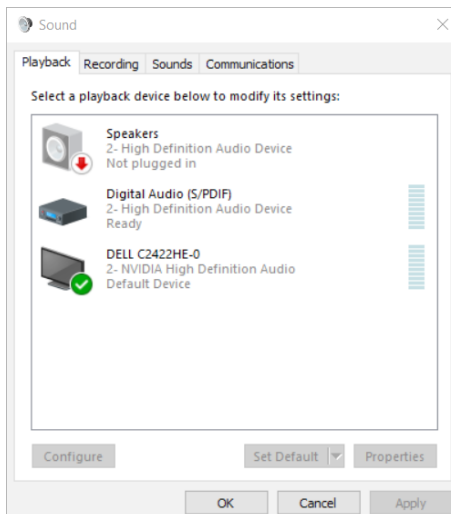 Sound
Playback Recording Sounds Communications
Select a playback device below to modify its settings:
Speakers
2- High Definition Audio Device
Not plugged in
Digital Audio (S/PDIF)
2- High Definition Audio Device
Ready
DELL C2422HE-0
2- NVIDIA High Definition Audio
Default Device
Configure Set Default Properties
OK Cancel Apply